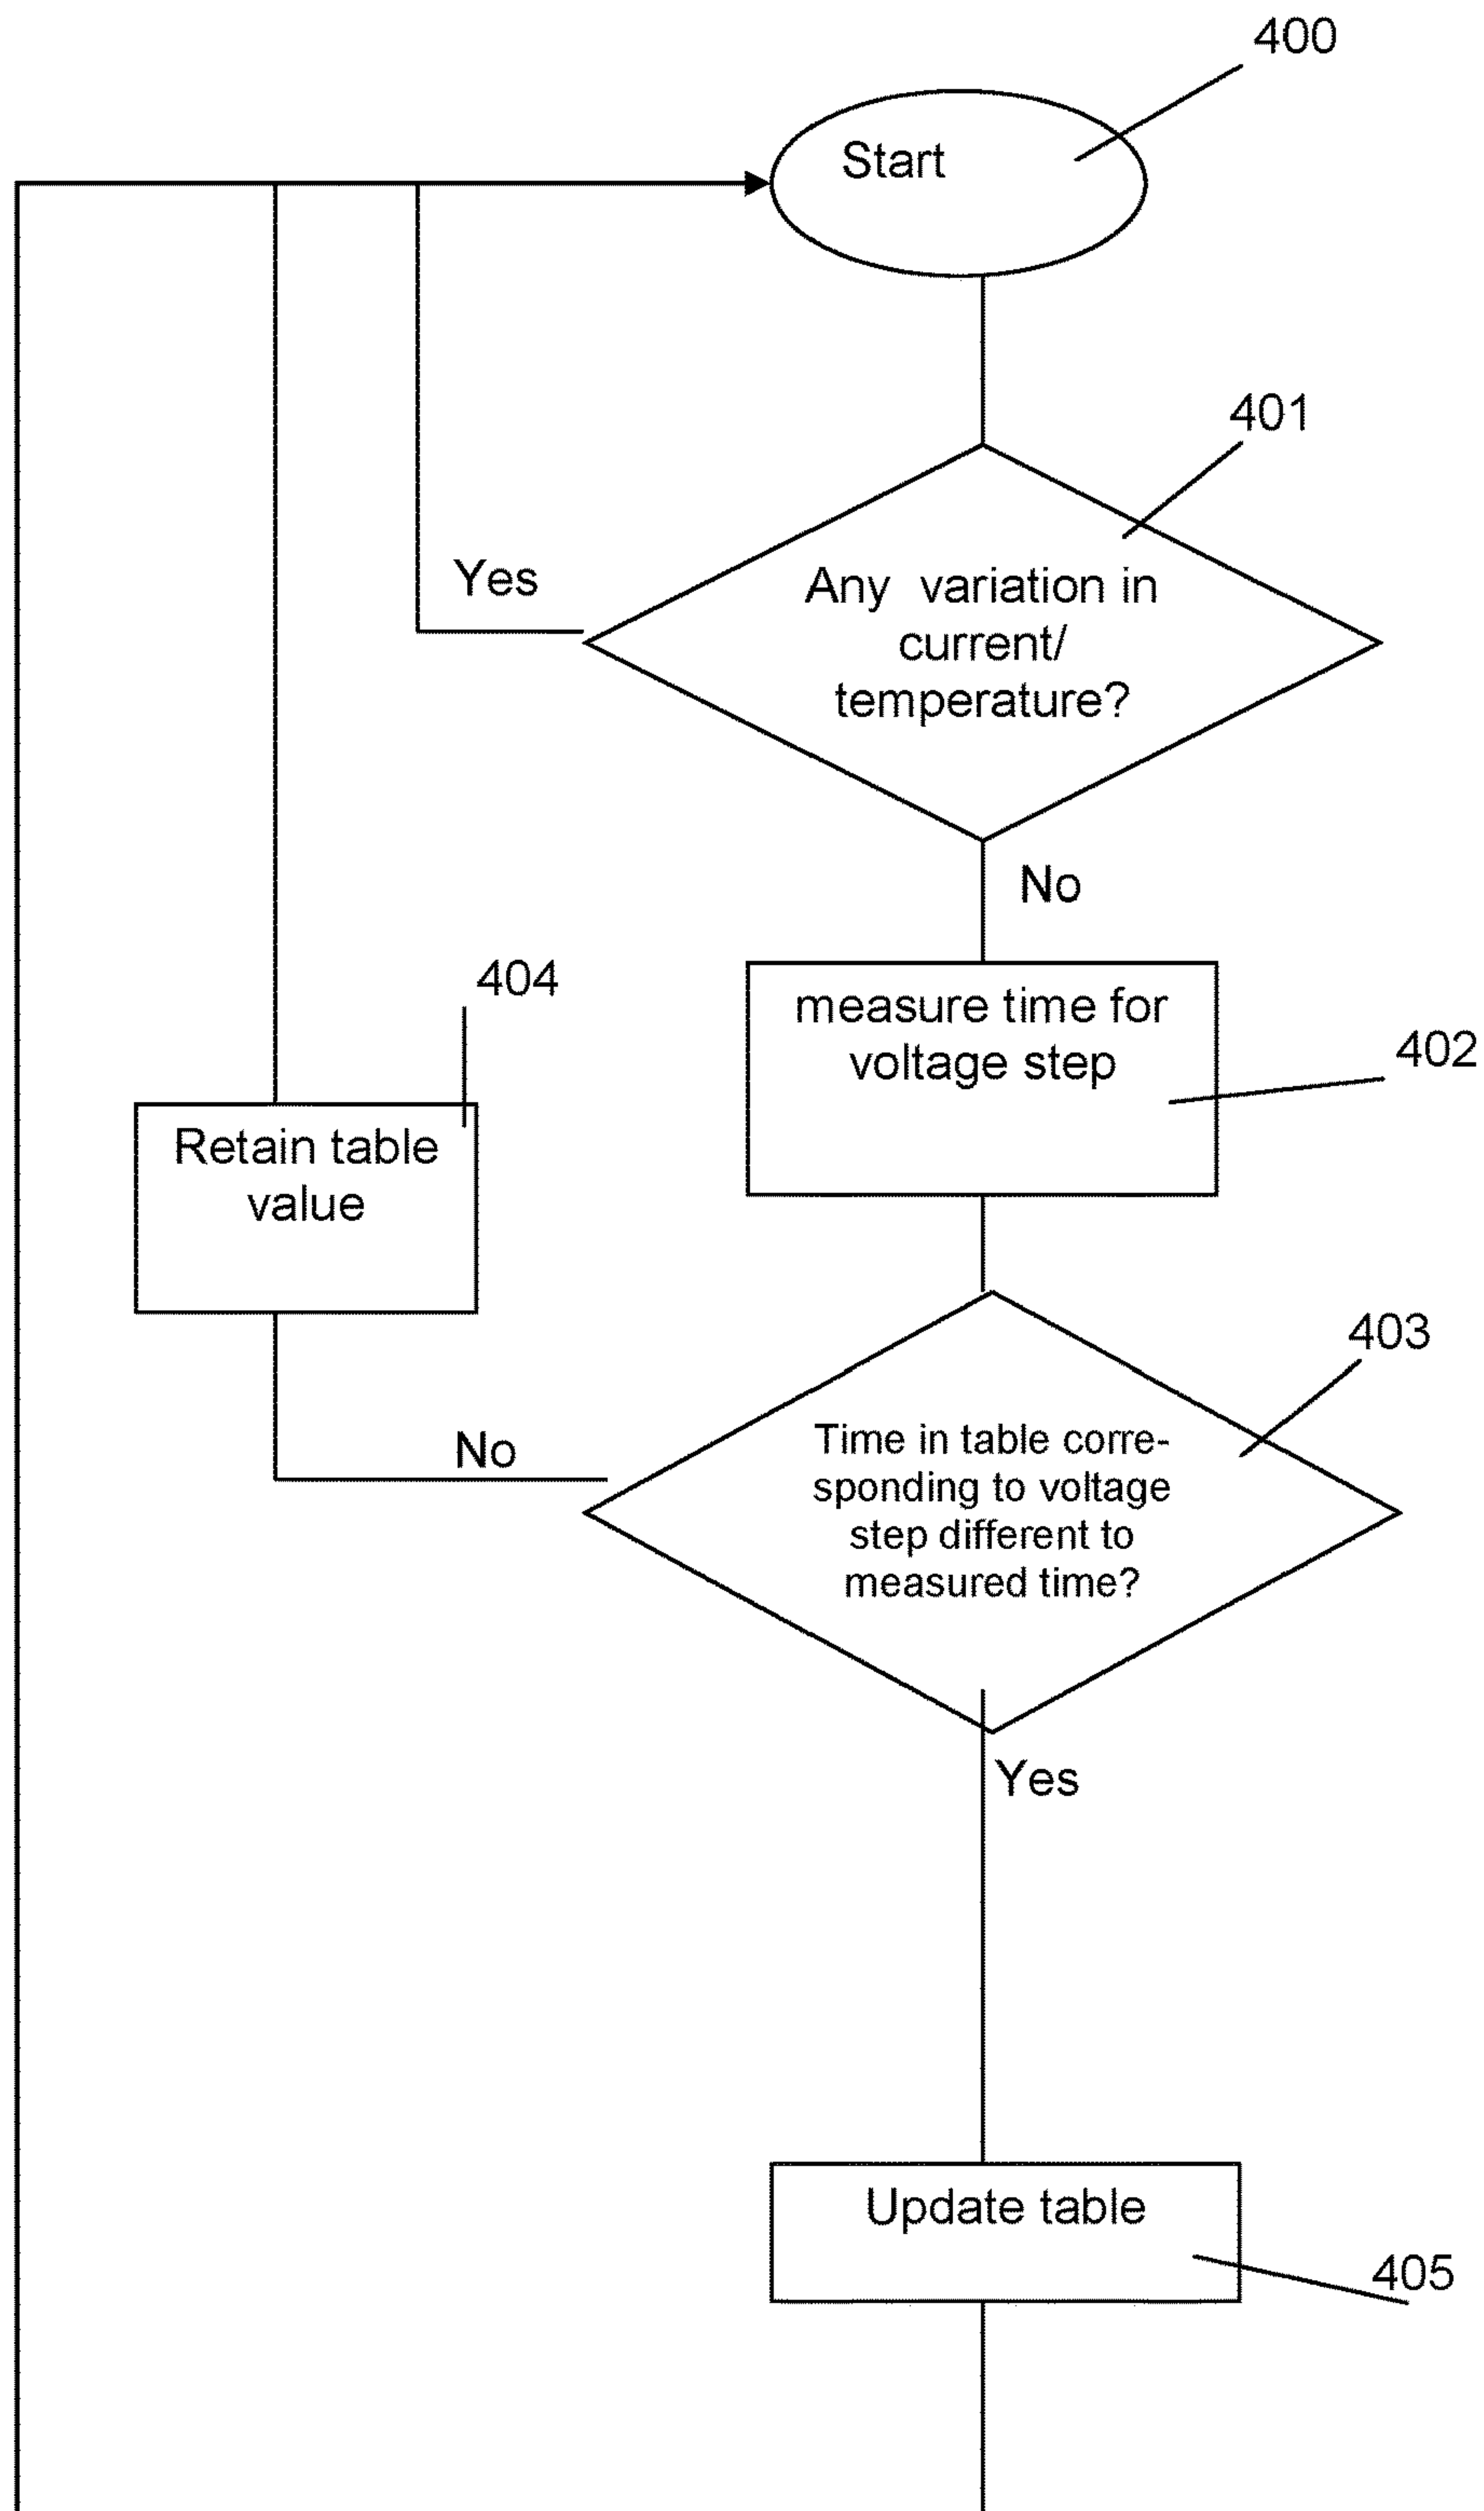 400
Start
401
Yes
Any variation in
current/
temperature?
No
404
measure time for
voltage step
402
Retain table
value
403
No
Time in table corre-
sponding to voltage
step different to
measured time?
Yes
Update table
405